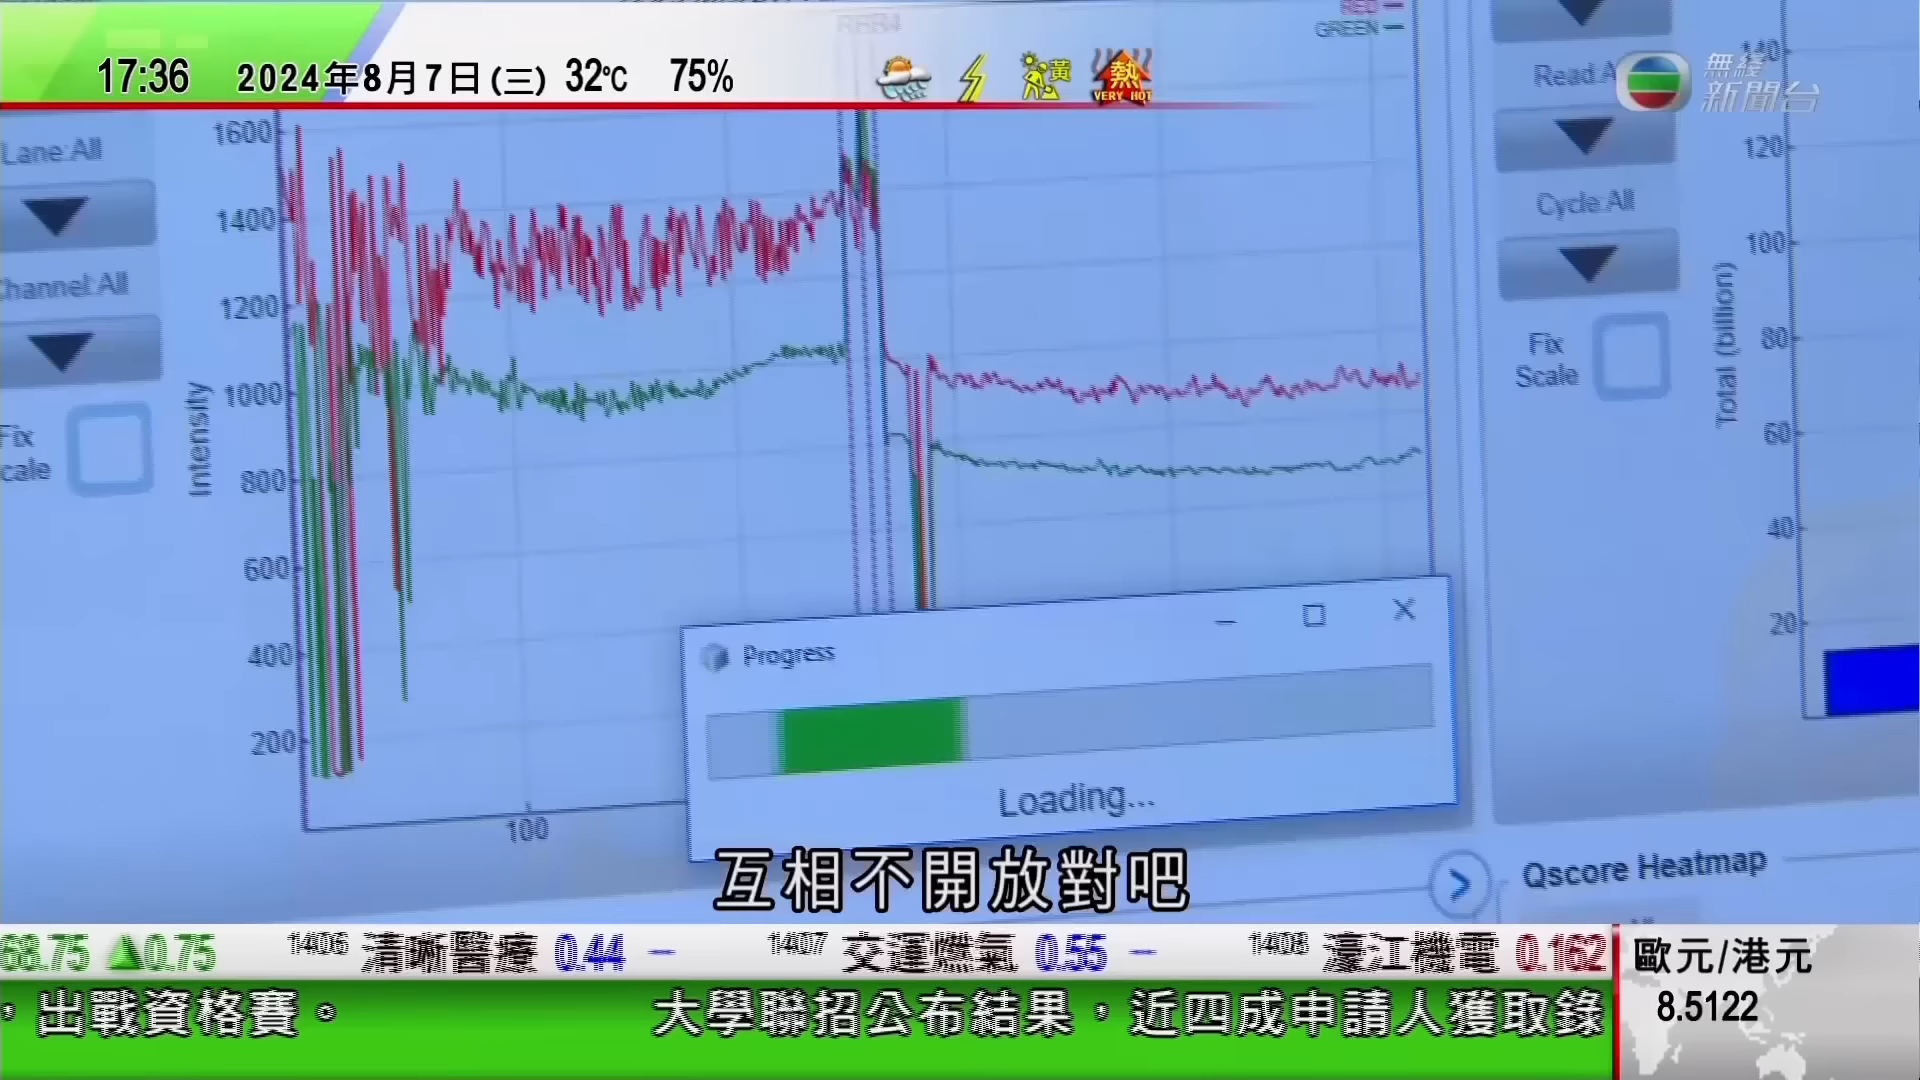 17:36 2024年8月7日(三) 32℃ 75%
黃
熱
VERY HOT
無綫
新聞台
RED
GREEN
Lane:All
Channel:All
Fix
Scale
Intensity
1600
1400
1200
1000
800
600
400
200
100
Cycle:All
Fix
Scale
Total (billion)
140
120
100
80
60
40
20
Progress
Loading...
Qscore Heatmap
互相不開放對吧
68.75 ▲0.75 1406 清晰醫療 0.44 – 1407 交運燃氣 0.55 – 1408 濠江機電 0.162
，出戰資格賽。 大學聯招公布結果，近四成申請人獲取錄
歐元/港元
8.5122